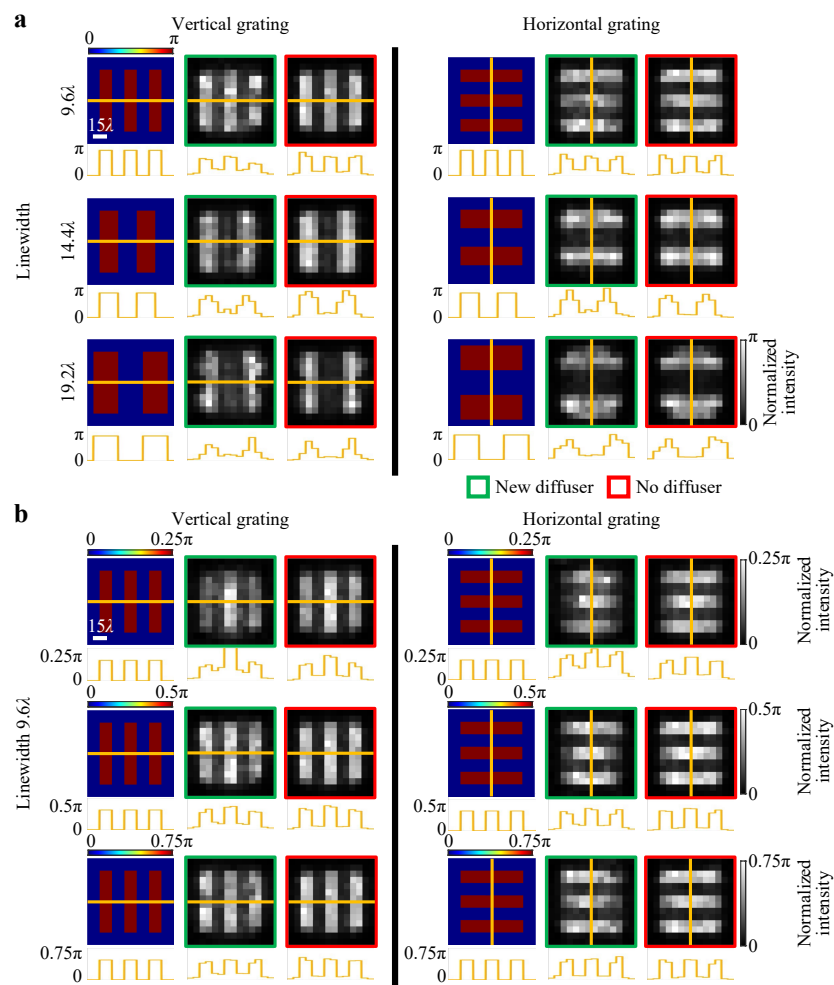 a
Vertical grating
Horizontal grating
0 π
Linewidth
9.6λ
15λ
π
0
14.4λ
π
0
π
0
19.2λ
π
0
π
0
π
0
Normalized intensity
π
0
New diffuser
No diffuser
b
Vertical grating
Horizontal grating
0 0.25π
0 0.25π
Linewidth 9.6λ
15λ
0.25π
0
Normalized intensity
0.25π
0
0.25π
0
0 0.5π
0 0.5π
0.5π
0
Normalized intensity
0.5π
0
0.5π
0
0 0.75π
0 0.75π
0.75π
0
Normalized intensity
0.75π
0
0.75π
0